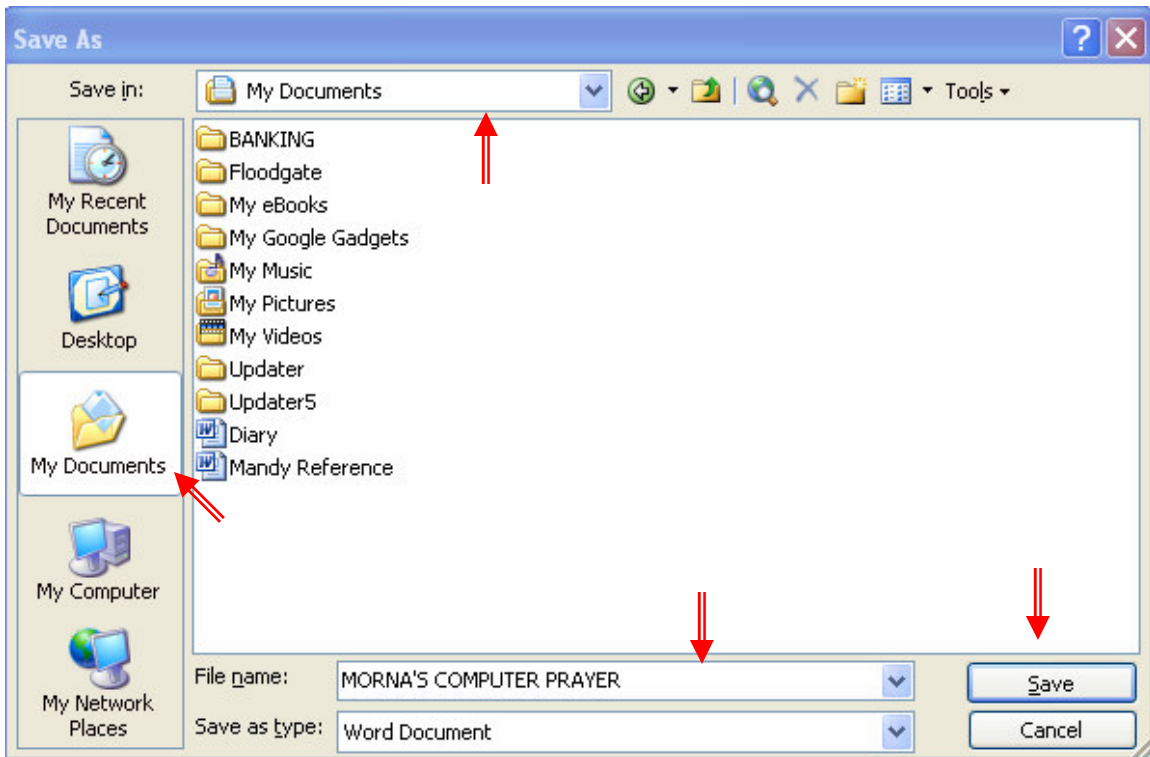 Save As
Save in:
My Documents
Tools
My Recent
Documents
Desktop
My Documents
My Computer
My Network
Places
BANKING
Floodgate
My eBooks
My Google Gadgets
My Music
My Pictures
My Videos
Updater
Updater5
Diary
Mandy Reference
File name:
MORNA'S COMPUTER PRAYER
Save
Save as type:
Word Document
Cancel